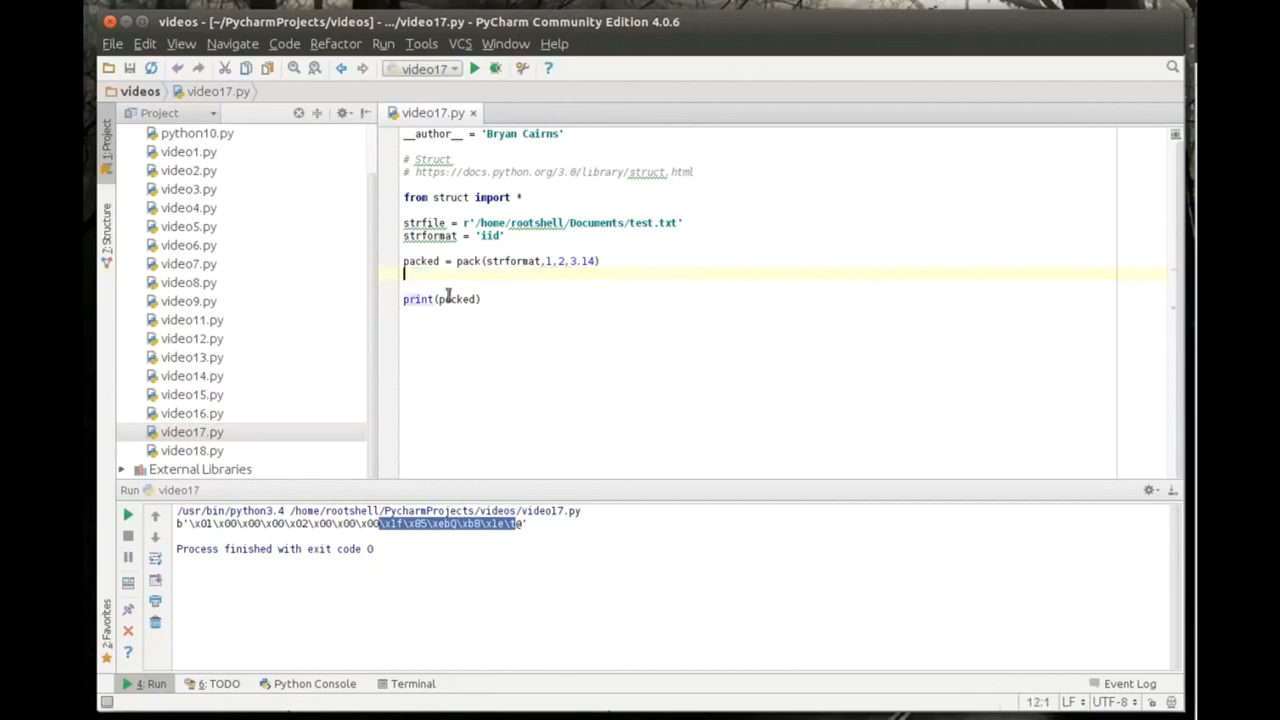 videos - [~/PycharmProjects/videos] - .../video17.py - PyCharm Community Edition 4.0.6
File Edit View Navigate Code Refactor Run Tools VCS Window Help
video17
videos video17.py
Project
video17.py
1: Project
7: Structure
2: Favorites
python10.py
video1.py
video2.py
video3.py
video4.py
video5.py
video6.py
video7.py
video8.py
video9.py
video11.py
video12.py
video13.py
video14.py
video15.py
video16.py
video17.py
video18.py
External Libraries
__author__ = 'Bryan Cairns'
# Struct
# https://docs.python.org/3.0/library/struct.html
from struct import *
strfile = r'/home/rootshell/Documents/test.txt'
strformat = 'iid'
packed = pack(strformat,1,2,3.14)
print(packed)
Run video17
/usr/bin/python3.4 /home/rootshell/PycharmProjects/videos/video17.py
b'\x01\x00\x00\x00\x02\x00\x00\x00\x1f\x85\xebQ\xb8\x1e\t@'
Process finished with exit code 0
4: Run 6: TODO Python Console Terminal Event Log
12:1 LF UTF-8